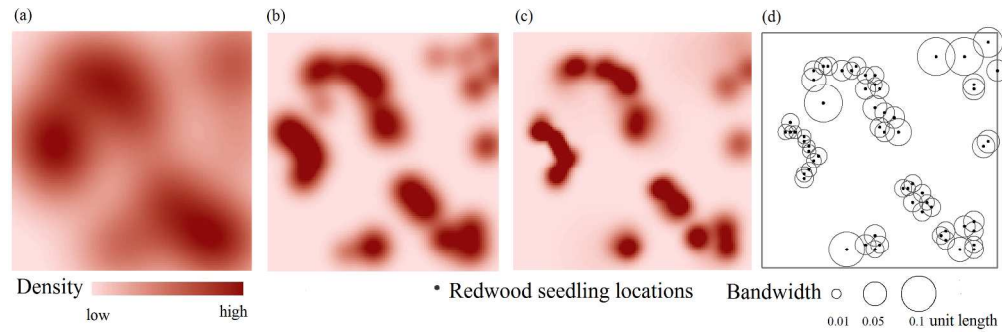 (a)
(b)
(c)
(d)
Density
low
high
Redwood seedling locations
Bandwidth
0.01
0.05
0.1 unit length